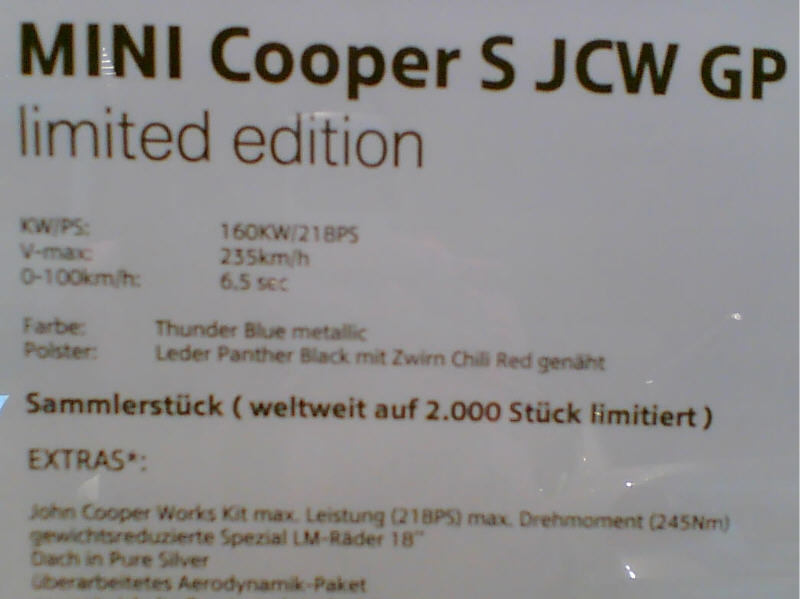 MINI Cooper S JCW GP
limited edition
KW/PS: 160KW/218PS
V-max: 235km/h
0-100km/h: 6,5 sec
Farbe: Thunder Blue metallic
Polster: Leder Panther Black mit Zwirn Chili Red genäht
Sammlerstück ( weltweit auf 2.000 Stück limitiert )
EXTRAS*:
John Cooper Works Kit max. Leistung (218PS) max. Drehmoment (245Nm)
gewichtsreduzierte Spezial LM-Räder 18"
Dach in Pure Silver
überarbeitetes Aerodynamik-Paket